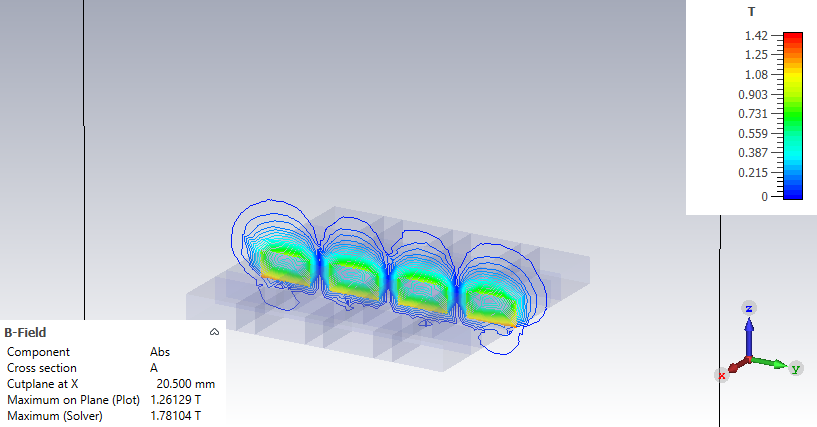 T
1.42
1.25
1.08
0.903
0.731
0.559
0.387
0.215
0
B-Field
Component Abs
Cross section A
Cutplane at X 20.500 mm
Maximum on Plane (Plot) 1.26129 T
Maximum (Solver) 1.78104 T
z
x
y